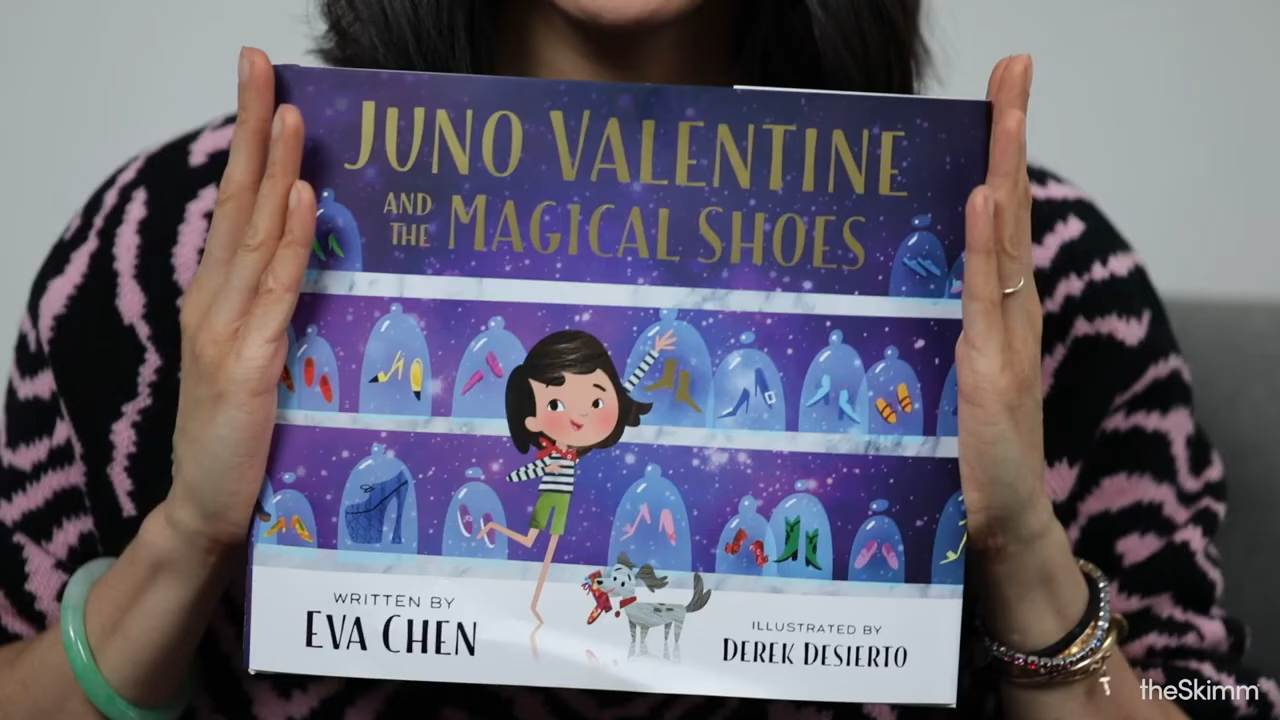 JUNO VALENTINE
AND THE MAGICAL SHOES
WRITTEN BY
EVA CHEN
ILLUSTRATED BY
DEREK DESIERTO
theSkimm